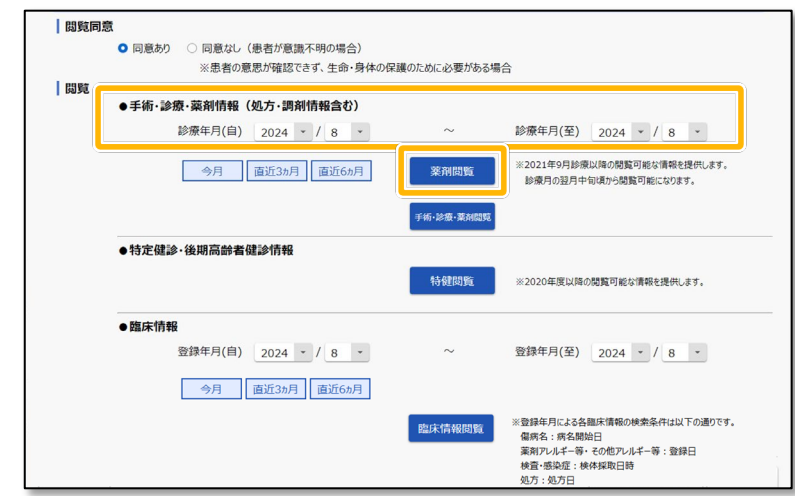 閲覧同意
同意あり 同意なし（患者が意識不明の場合）
※患者の意思が確認できず、生命・身体の保護のために必要がある場合
閲覧
●手術・診療・薬剤情報（処方・調剤情報含む）
診療年月(自) 2024 / 8 ～ 診療年月(至) 2024 / 8
今月 直近3ヵ月 直近6ヵ月 薬剤閲覧 ※2021年9月診療以降の閲覧可能な情報を提供します。
診療月の翌月中旬頃から閲覧可能になります。
手術・診療・薬剤閲覧
●特定健診・後期高齢者健診情報
特健閲覧 ※2020年度以降の閲覧可能な情報を提供します。
●臨床情報
登録年月(自) 2024 / 8 ～ 登録年月(至) 2024 / 8
今月 直近3ヵ月 直近6ヵ月
臨床情報閲覧 ※登録年月による各臨床情報の検索条件は以下の通りです。
傷病名：病名開始日
薬剤アレルギー等・その他アレルギー等：登録日
検査・感染症：検体採取日時
処方：処方日